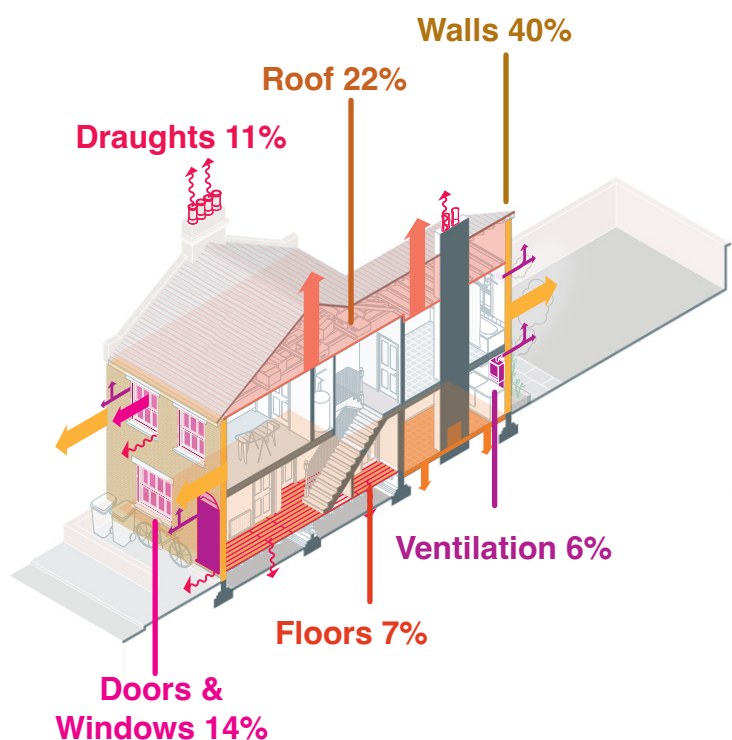 Walls 40%
Roof 22%
Draughts 11%
Ventilation 6%
Floors 7%
Doors &
Windows 14%